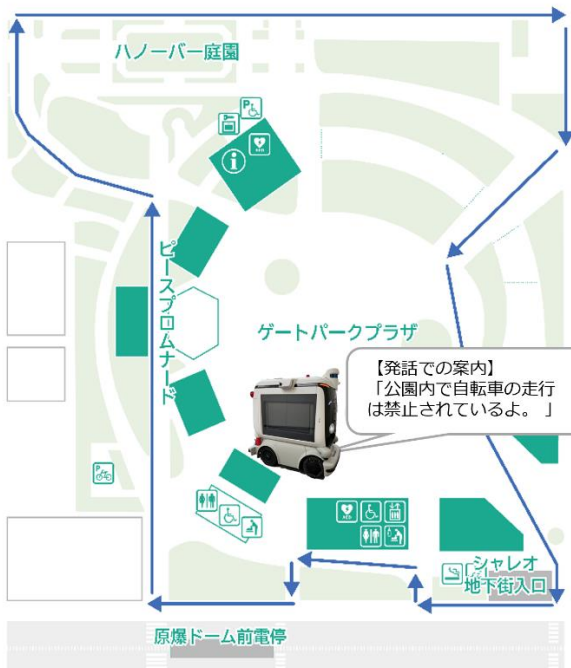 ハノーバー庭園
P
i
AED
ピースプロムナード
ゲートパークプラザ
【発話での案内】
「公園内で自転車の走行
は禁止されているよ。 」
P
AED
シャレオ
地下街入口
原爆ドーム前電停